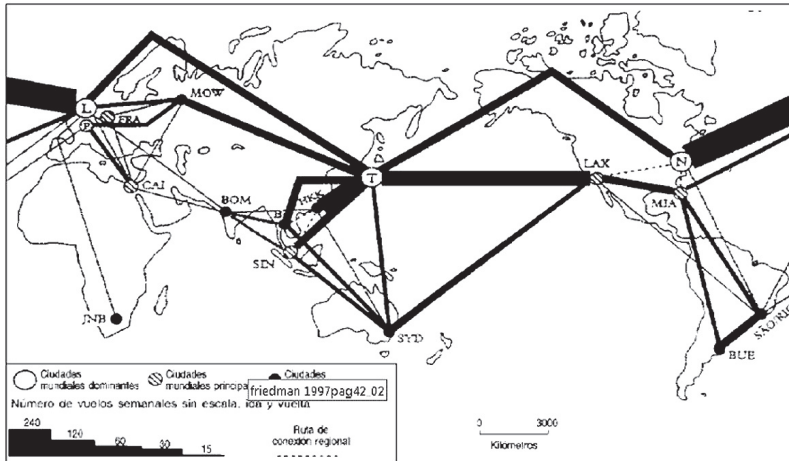 MOW
L
P
FRA
CAI
BOM
B
HKK
T
LAX
N
MIA
SIN
JNB
SYD
SÃO/RIO
BUE
Ciudades
mundiales dominantes
Ciudades
mundiales principa
Ciudades
friedman 1997pag42_02
Número de vuelos semanales sin escala, ida y vuelta
240
120
60
30
15
Ruta de
conexión regional
0 3000
Kilómetros